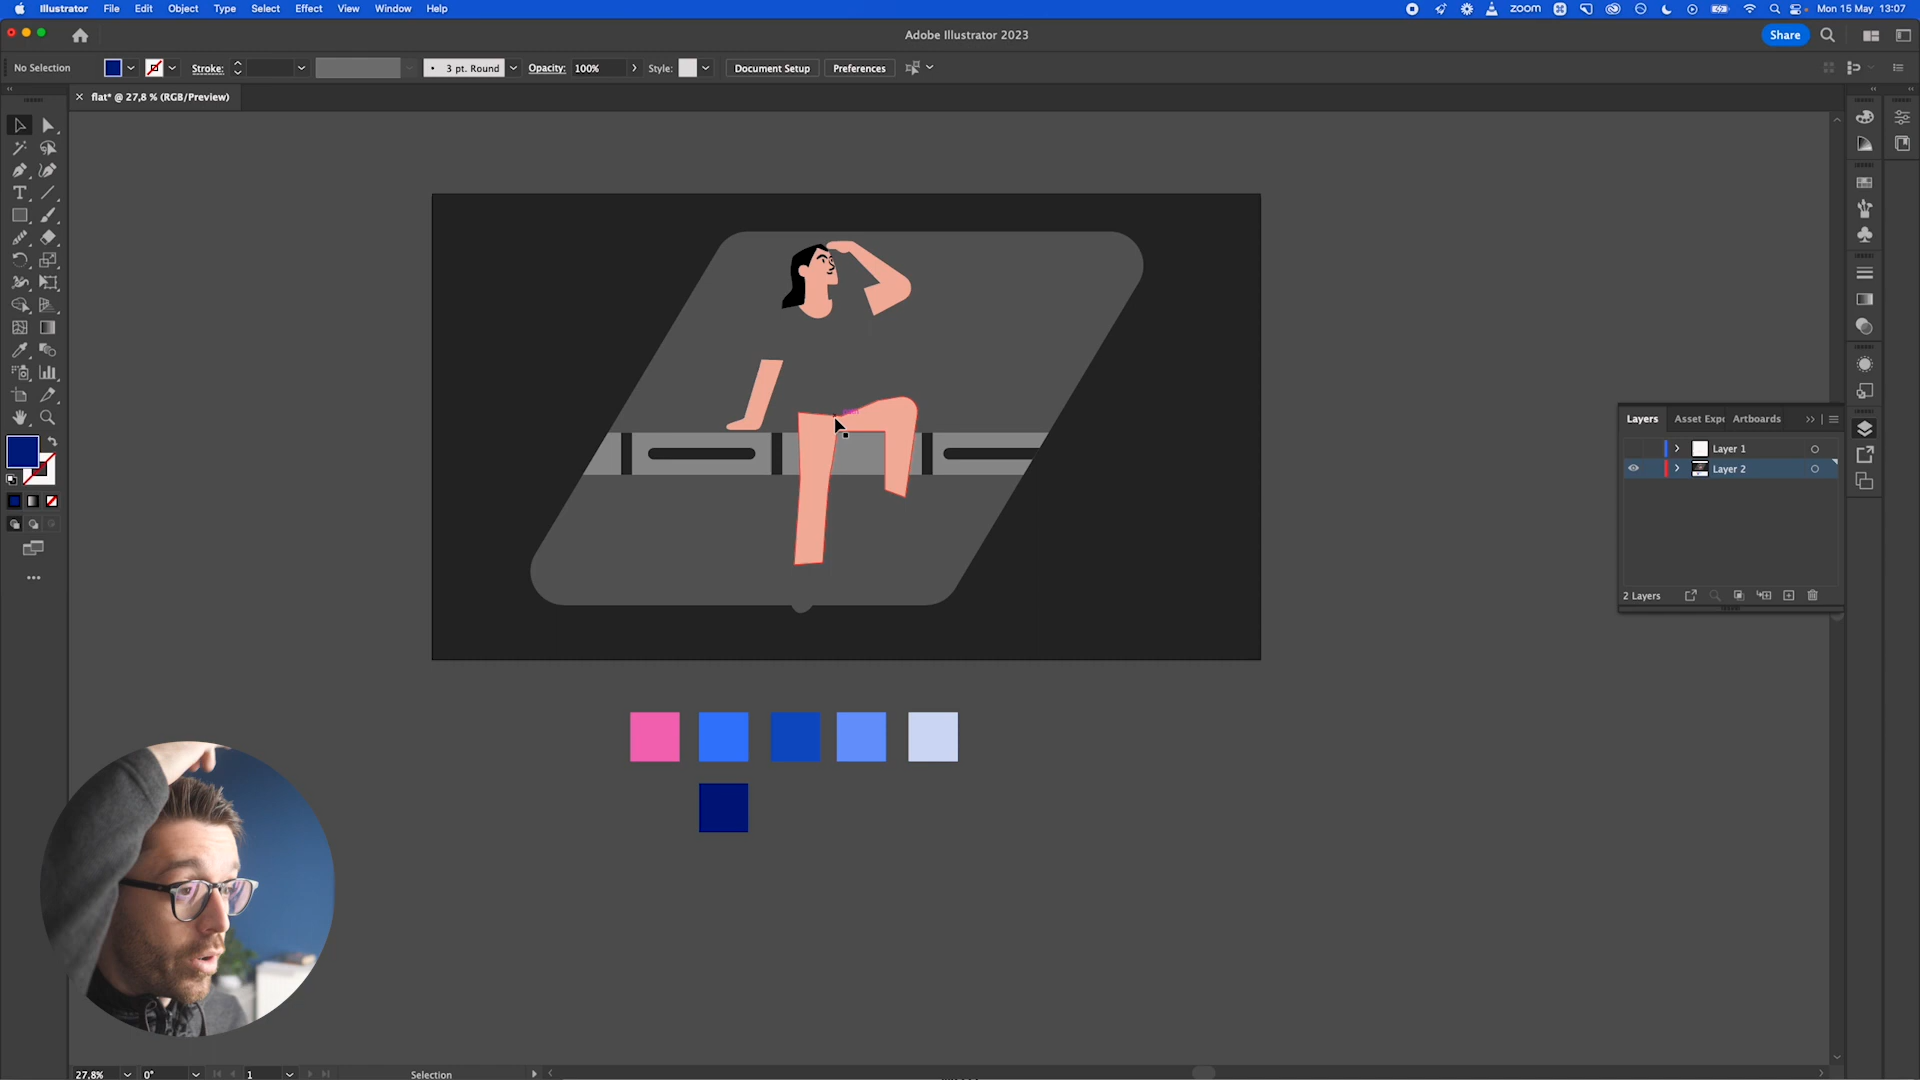 Illustrator File Edit Object Type Select Effect View Window Help
zoom Mon 15 May 13:07
Adobe Illustrator 2023
Share
No Selection Stroke: 3 pt. Round Opacity: 100% Style: Document Setup Preferences
flat* @ 27,8 % (RGB/Preview)
Layers Asset Expo Artboards
Layer 1
Layer 2
2 Layers
27,8% 0° 1 Selection